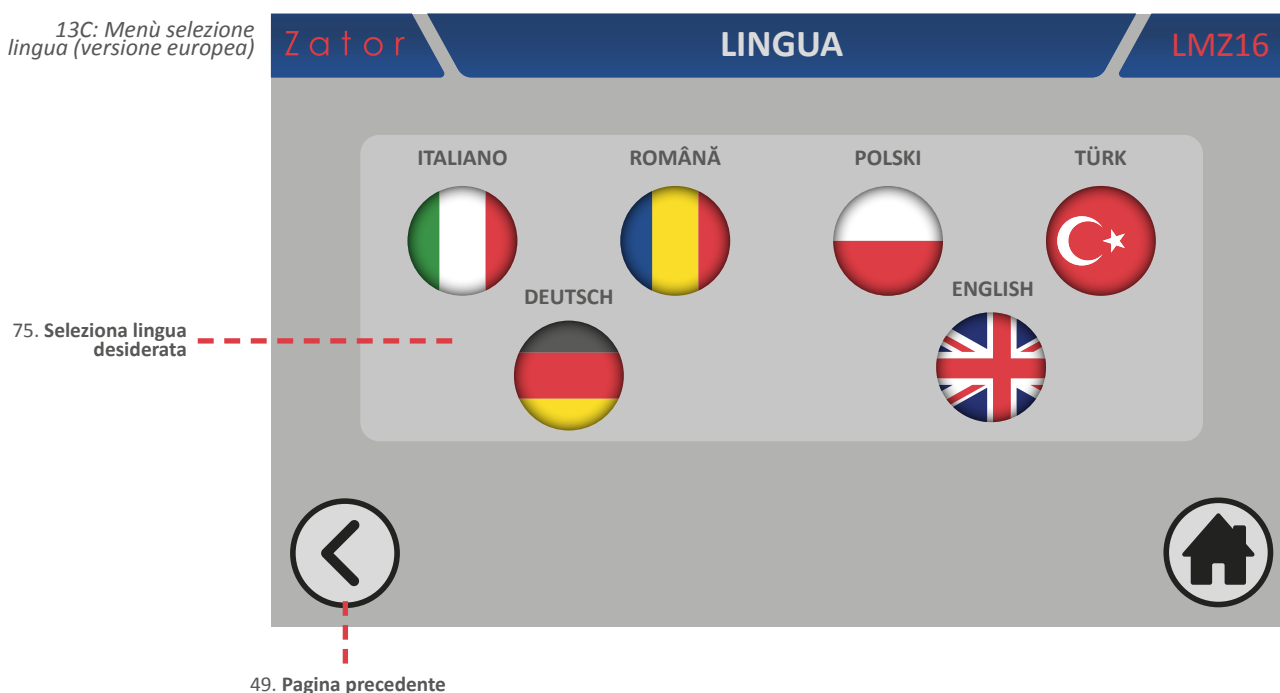 13C: Menù selezione
lingua (versione europea)
Zator
LINGUA
LMZ16
ITALIANO
ROMÂNĂ
POLSKI
TÜRK
DEUTSCH
ENGLISH
75. Seleziona lingua
desiderata
49. Pagina precedente